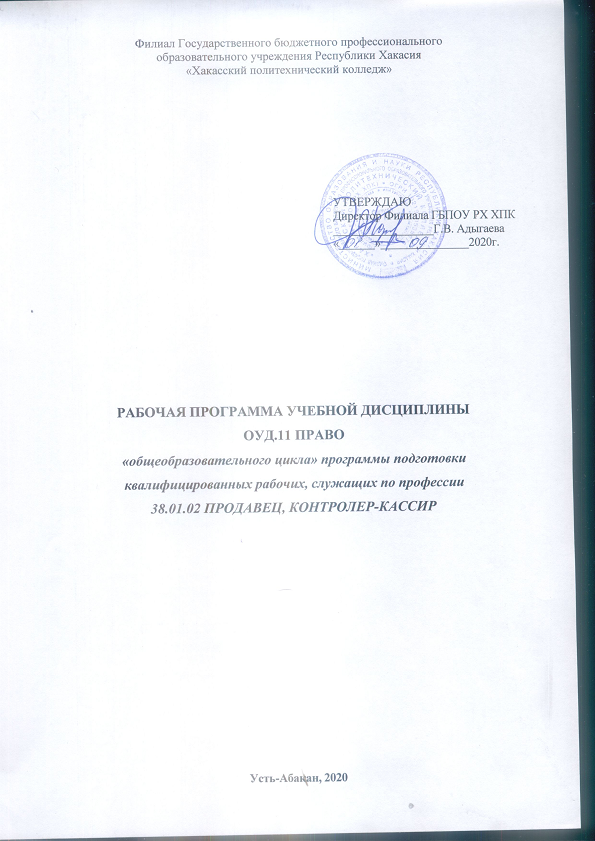 Филиал Государственного бюджетного профессионального
образовательного учреждения Республики Хакасия
«Хакасский политехнический колледж»
УТВЕРЖДАЮ
Директор Филиала ГБПОУ РХ ХПК
Г.В. Адыгаева
« 01 » 09 2020г.
РАБОЧАЯ ПРОГРАММА УЧЕБНОЙ ДИСЦИПЛИНЫ
ОУД.11 ПРАВО
«общеобразовательного цикла» программы подготовки
квалифицированных рабочих, служащих по профессии
38.01.02 ПРОДАВЕЦ, КОНТРОЛЕР-КАССИР
Усть-Абакан, 2020